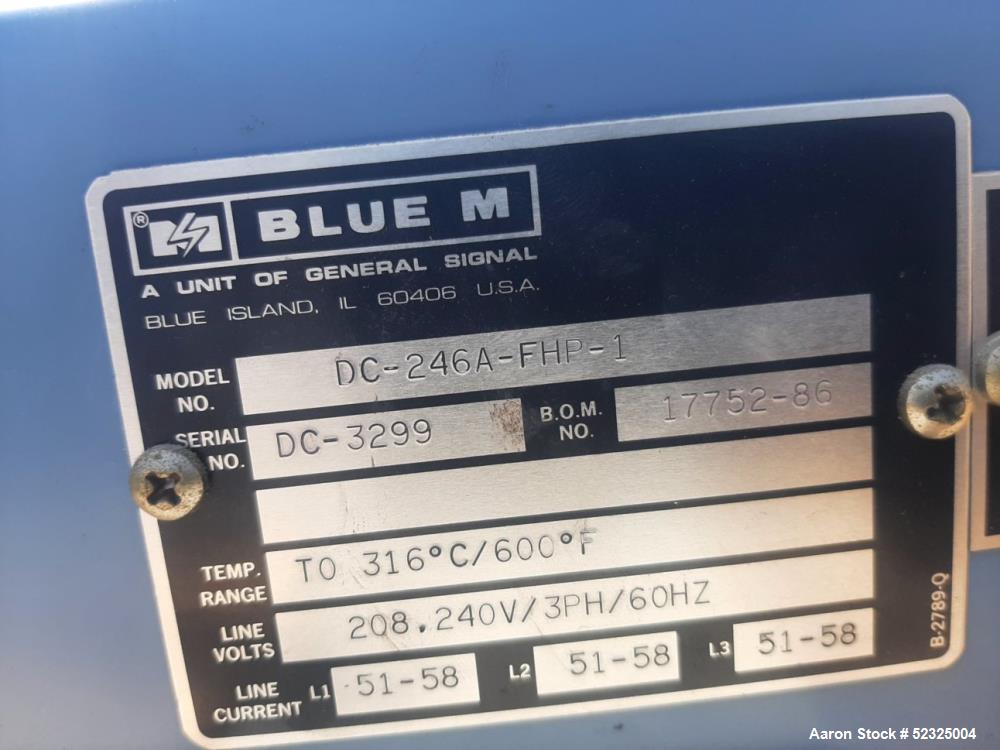 ® BLUE M
A UNIT OF GENERAL SIGNAL
BLUE ISLAND, IL 60406 U.S.A.
MODEL NO. DC-246A-FHP-1
SERIAL NO. DC-3299 B.O.M. NO. 17752-86
TEMP. RANGE TO 316°C/600°F
LINE VOLTS 208.240V/3PH/60HZ
LINE CURRENT L1 51-58 L2 51-58 L3 51-58
B-2789-Q
Aaron Stock # 52325004